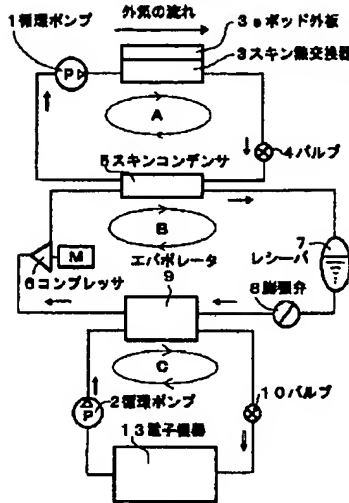 外気の流れ
1循環ポンプ
3aポッド外板
3スキン熱交換器
P
A
4バルブ
5スキンコンデンサ
B
7
レシーバ
M
6コンプレッサ
エバポレータ
9
8膨張弁
C
P
2循環ポンプ
10バルブ
13電子機器